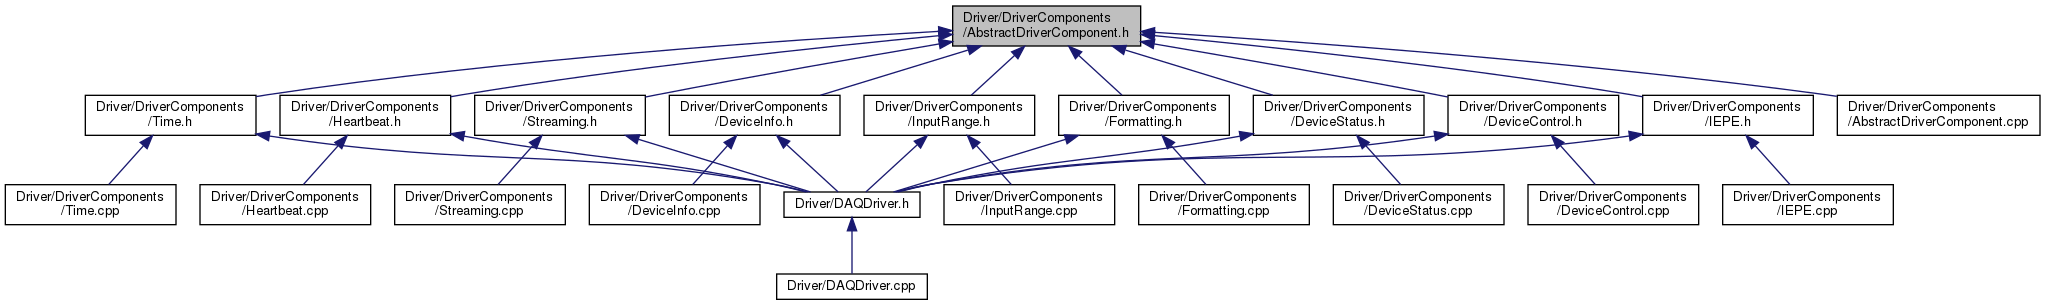 Driver/DriverComponents
/AbstractDriverComponent.h
Driver/DriverComponents
/Time.h
Driver/DriverComponents
/Heartbeat.h
Driver/DriverComponents
/Streaming.h
Driver/DriverComponents
/DeviceInfo.h
Driver/DriverComponents
/InputRange.h
Driver/DriverComponents
/Formatting.h
Driver/DriverComponents
/DeviceStatus.h
Driver/DriverComponents
/DeviceControl.h
Driver/DriverComponents
/IEPE.h
Driver/DriverComponents
/AbstractDriverComponent.cpp
Driver/DriverComponents
/Time.cpp
Driver/DriverComponents
/Heartbeat.cpp
Driver/DriverComponents
/Streaming.cpp
Driver/DriverComponents
/DeviceInfo.cpp
Driver/DAQDriver.h
Driver/DriverComponents
/InputRange.cpp
Driver/DriverComponents
/Formatting.cpp
Driver/DriverComponents
/DeviceStatus.cpp
Driver/DriverComponents
/DeviceControl.cpp
Driver/DriverComponents
/IEPE.cpp
Driver/DAQDriver.cpp